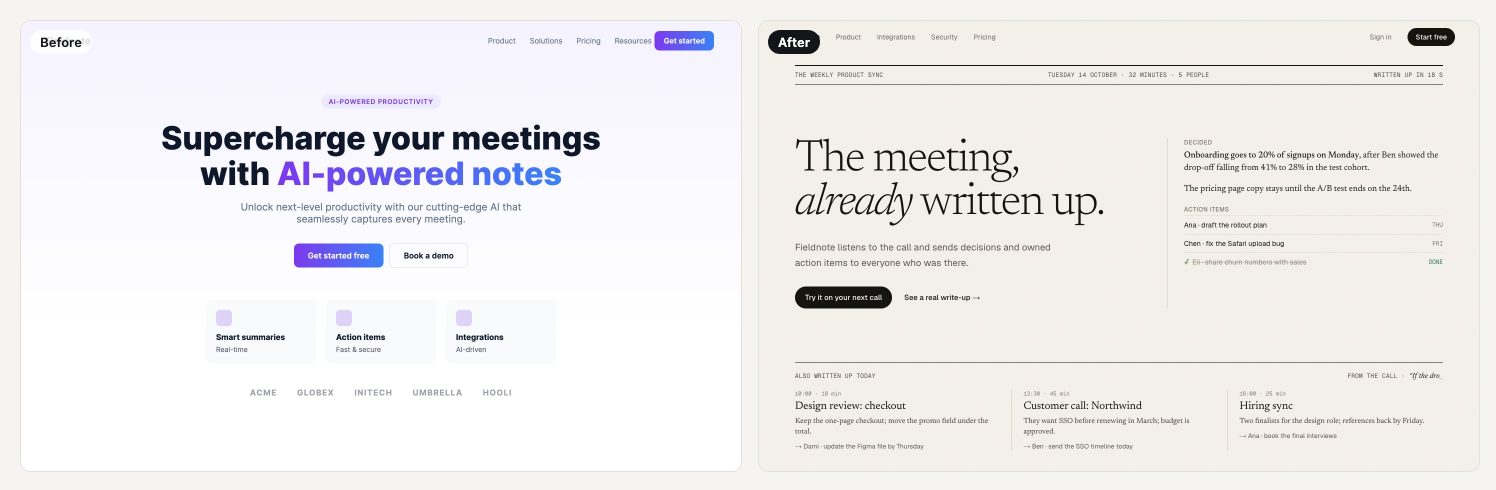 Before
Product Solutions Pricing Resources Get started
AI-POWERED PRODUCTIVITY
Supercharge your meetings
with AI-powered notes
Unlock next-level productivity with our cutting-edge AI that
seamlessly captures every meeting.
Get started free Book a demo
Smart summaries
Real-time
Action items
Fast & secure
Integrations
AI-driven
ACME GLOBEX INITECH UMBRELLA HOOLI
After
Product Integrations Security Pricing Sign in Start free
THE WEEKLY PRODUCT SYNC TUESDAY 14 OCTOBER · 32 MINUTES · 5 PEOPLE WRITTEN UP IN 18 S
The meeting,
already written up.
Fieldnote listens to the call and sends decisions and owned
action items to everyone who was there.
Try it on your next call See a real write-up →
DECIDED
Onboarding goes to 20% of signups on Monday, after Ben showed the
drop-off falling from 41% to 28% in the test cohort.
The pricing page copy stays until the A/B test ends on the 24th.
ACTION ITEMS
Ana · draft the rollout plan THU
Chen · fix the Safari upload bug FRI
✓ Eli · share churn numbers with sales DONE
ALSO WRITTEN UP TODAY FROM THE CALL · "If the dro_
10:00 · 18 min
Design review: checkout
Keep the one-page checkout; move the promo field under the
total.
→ Dami · update the Figma file by Thursday
13:30 · 45 min
Customer call: Northwind
They want SSO before renewing in March; budget is
approved.
→ Ben · send the SSO timeline today
16:00 · 25 min
Hiring sync
Two finalists for the design role; references back by Friday.
→ Ana · book the final interviews